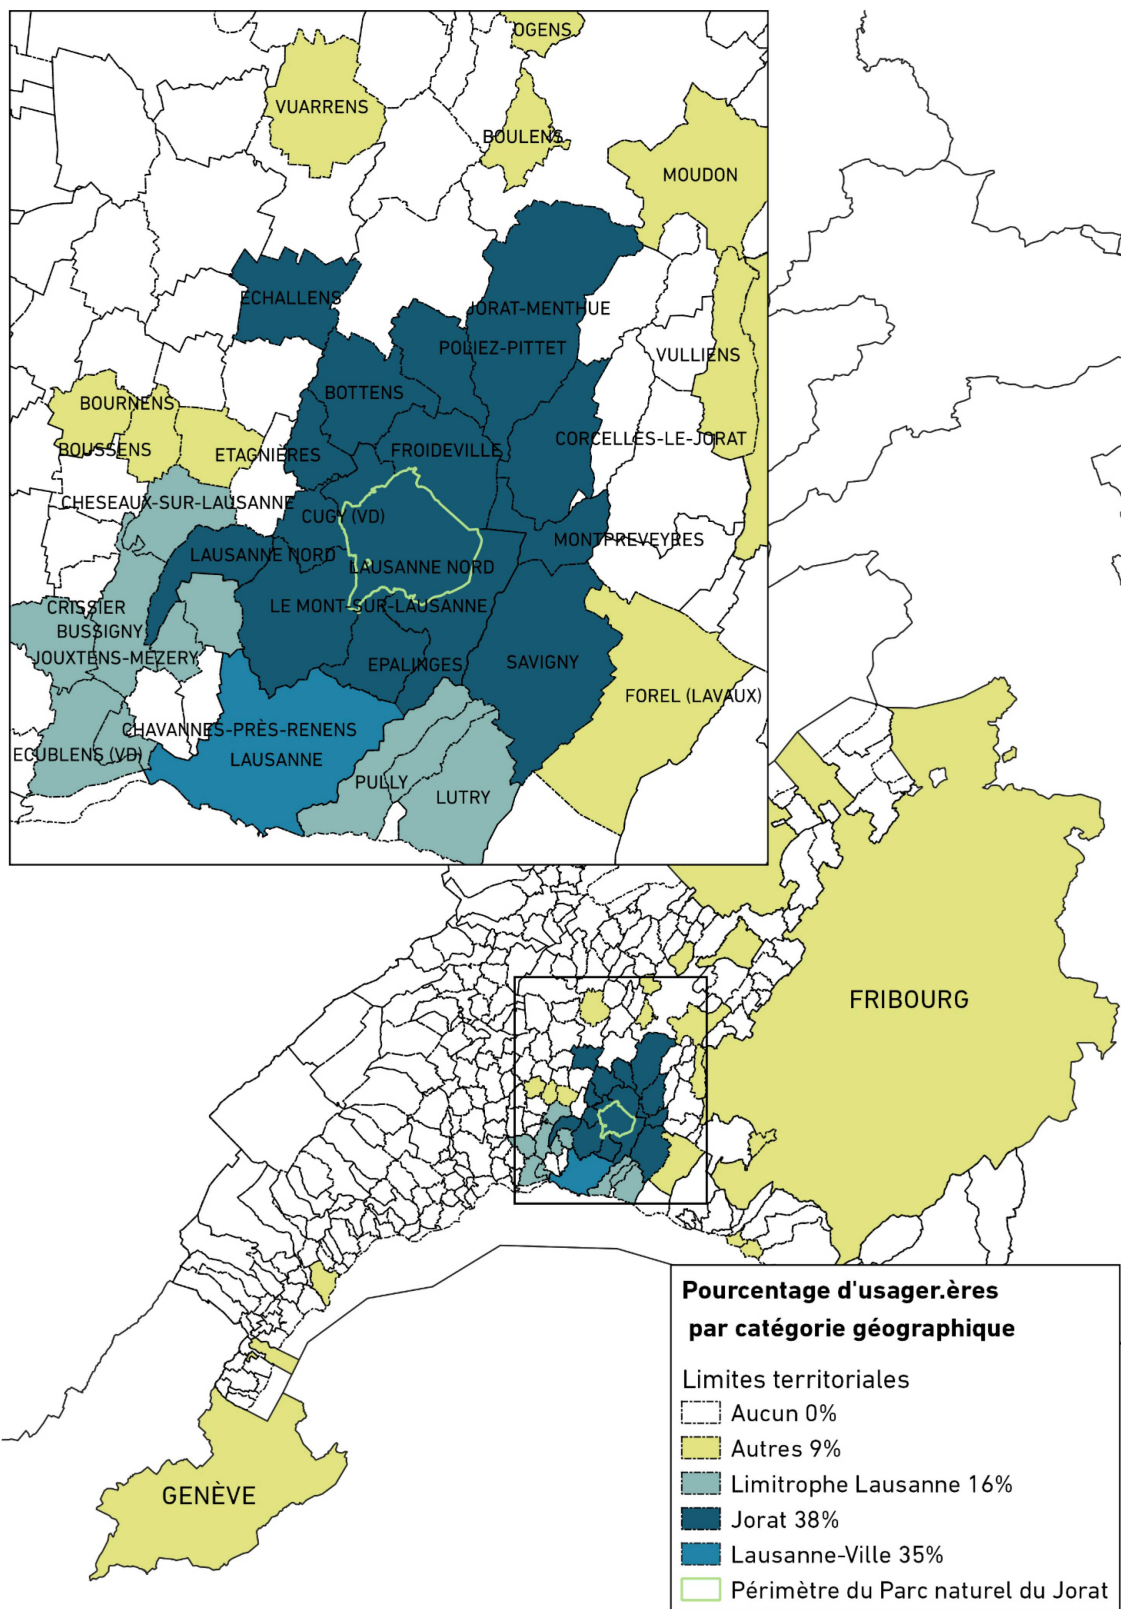 OGENS
VUARRENS
BOULENS
MOUDON
ECHALLENS
JORAT-MENTHUE
POLIEZ-PITTET
VULLIENS
BOTTENS
BOURNENS
CORCELLES-LE-JORAT
BOUSSENS
ETAGNIÈRES
FROIDEVILLE
CHESEAUX-SUR-LAUSANNE
CUGY (VD)
MONTPREVEYRES
LAUSANNE NORD
LAUSANNE NORD
CRISSIER
LE MONT-SUR-LAUSANNE
BUSSIGNY
JOUXTENS-MEZERY
EPALINGES
SAVIGNY
FOREL (LAVAUX)
CHAVANNES-PRÈS-RENENS
ECUBLENS (VD)
LAUSANNE
PULLY
LUTRY
FRIBOURG
GENÈVE
Pourcentage d'usager.ères
par catégorie géographique
Limites territoriales
Aucun 0%
Autres 9%
Limitrophe Lausanne 16%
Jorat 38%
Lausanne-Ville 35%
Périmètre du Parc naturel du Jorat